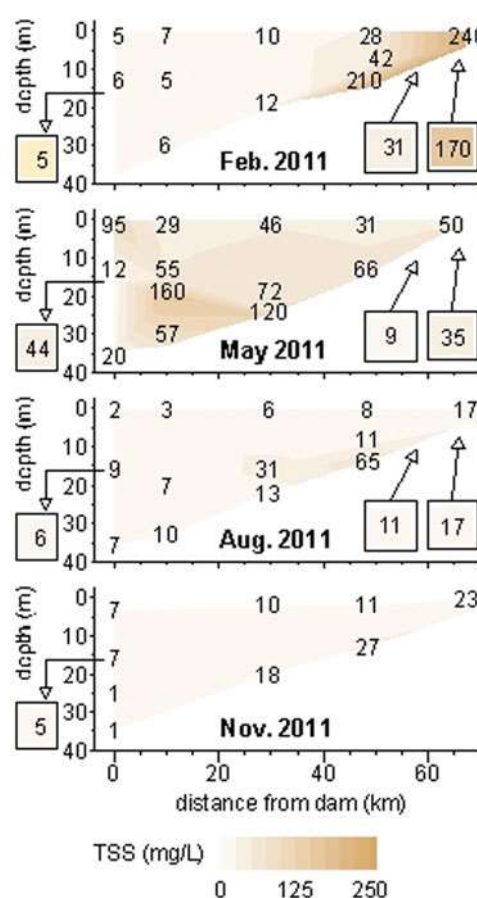 depth (m)
0
10
20
30
40
5 7 10 28 240
42
6 5 210
12
6
5
31 170
Feb. 2011
depth (m)
0
10
20
30
40
95 29 46 31 50
12 55 66
160 72
120
57
20
44
9 35
May 2011
depth (m)
0
10
20
30
40
2 3 6 8 17
11
9 31 65
7 13
10
7
6
11 17
Aug. 2011
depth (m)
0
10
20
30
40
7 10 11 23
7 27
18
1
1
5
Nov. 2011
0 20 40 60
distance from dam (km)
TSS (mg/L)
0 125 250